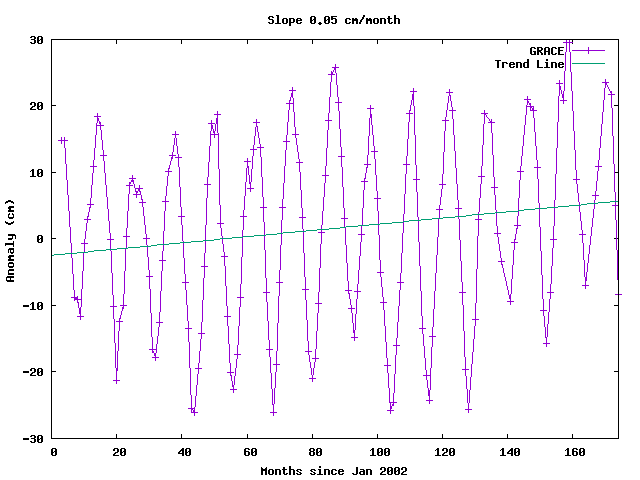 Slope 0.05 cm/month
GRACE
Trend Line
30
20
10
0
-10
-20
-30
Anomaly (cm)
0 20 40 60 80 100 120 140 160
Months since Jan 2002